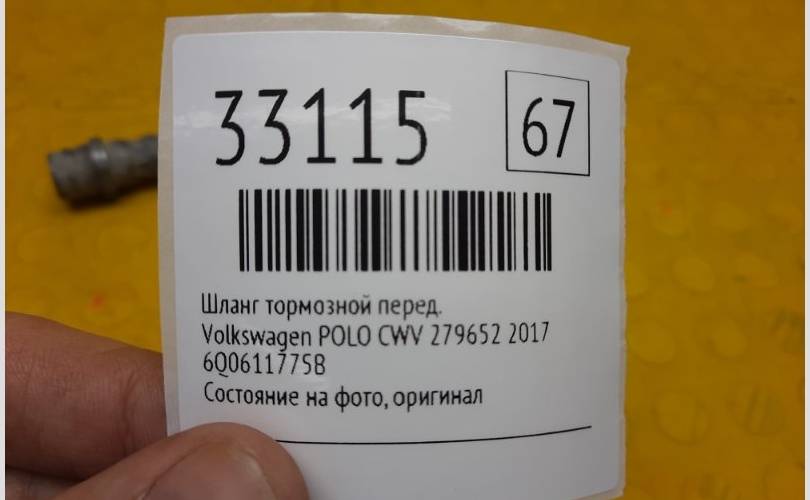 33115
67
Шланг тормозной перед.
Volkswagen POLO CWV 279652 2017
6Q0611775B
Состояние на фото, оригинал